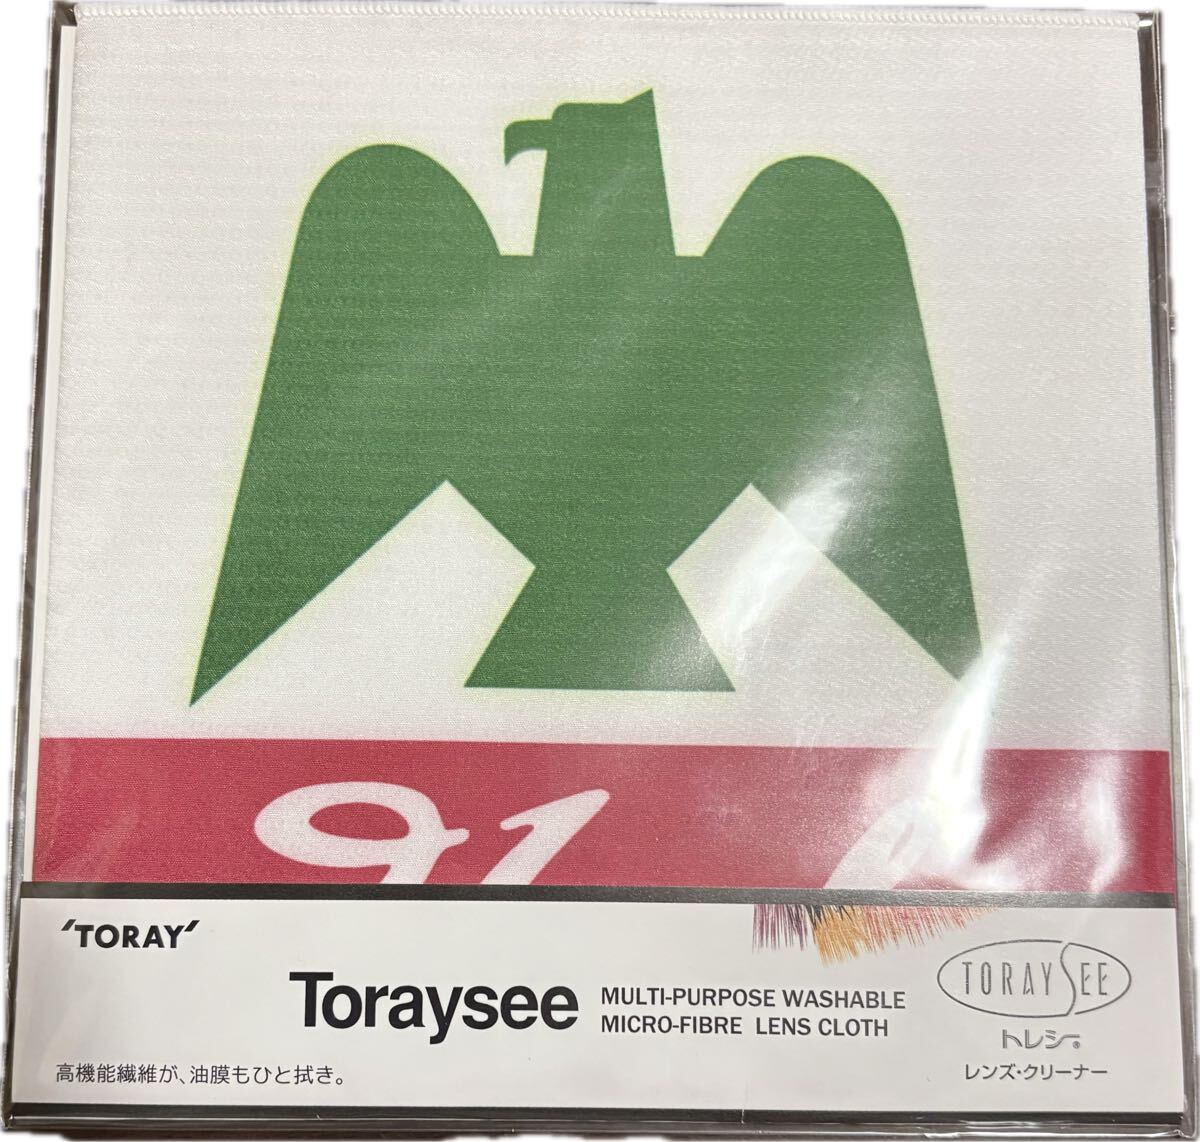 91
'TORAY'
Toraysee
MULTI-PURPOSE WASHABLE
MICRO-FIBRE LENS CLOTH
高機能繊維が、油膜もひと拭き。
TORAYSEE
トレシー®
レンズ・クリーナー